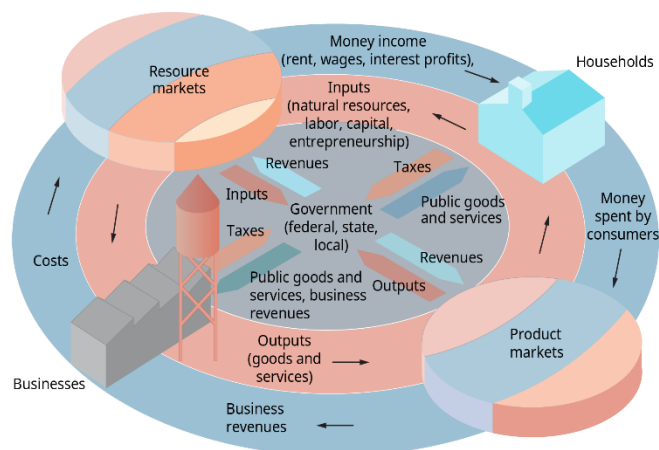 Money income
(rent, wages, interest profits),
Households
Resource
markets
Inputs
(natural resources,
labor, capital,
entrepreneurship)
Revenues
Taxes
Inputs
Public goods
and services
Government
(federal, state,
local)
Money
spent by
consumers
Taxes
Costs
Revenues
Public goods and
services, business
revenues
Outputs
Product
markets
Outputs
(goods and
services)
Businesses
Business
revenues